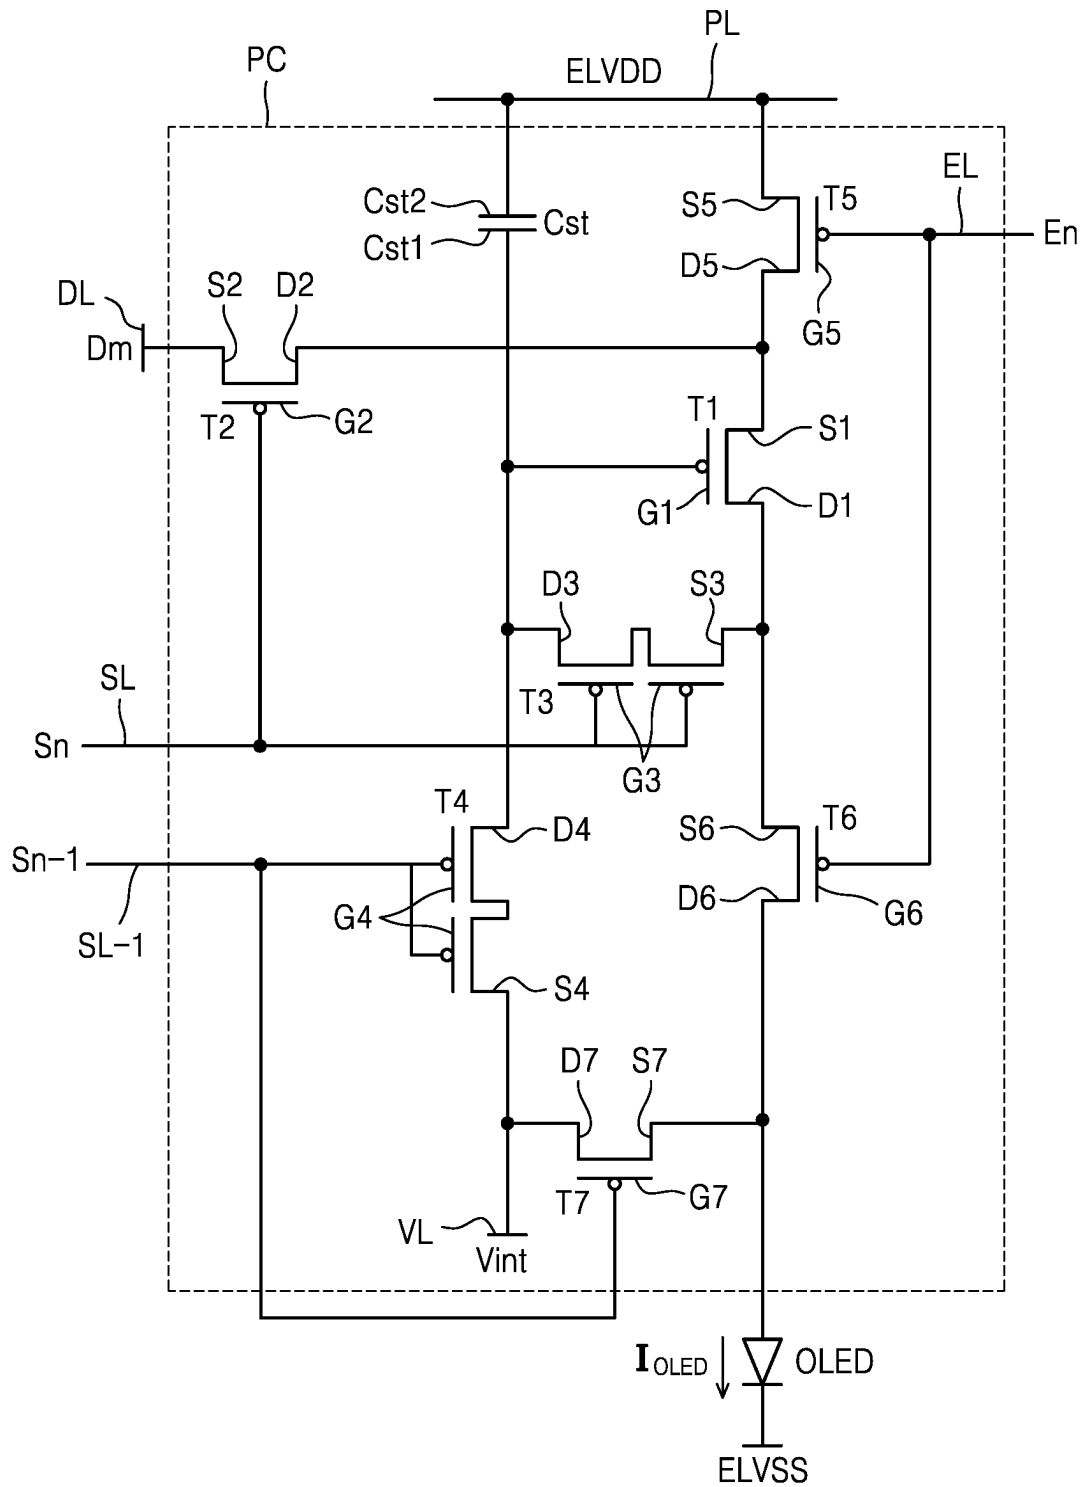 PL
PC
ELVDD
EL
Cst2
S5
T5
Cst
En
Cst1
D5
S2
D2
DL
Dm
G5
T1
T2
G2
S1
G1
D1
D3
S3
SL
T3
Sn
G3
T4
T6
D4
S6
Sn-1
G4
D6
G6
SL-1
S4
D7
S7
T7
G7
VL
Vint
IOLED
OLED
ELVSS